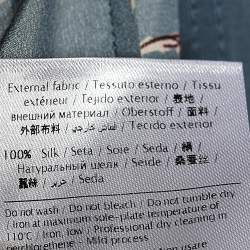 External fabric / Tessuto esterno / Tissu
extérieur / Tejido exterior / 表地
внешний материал / Oberstoff / 面料 /
外部布料 / قماش خارجي / Tecido exterior
100% Silk / Seta / Soie / Seda / 絹
Натуральный шелк / Seide / 桑蚕丝 /
蠶絲 / حرير / Seda
Do not wash / Do not bleach / Do not tumble dry
/ Iron at maximum sole-plate temperature of
110°C / Iron, low / Professional dry cleaning in
perchloroethene / Mild process